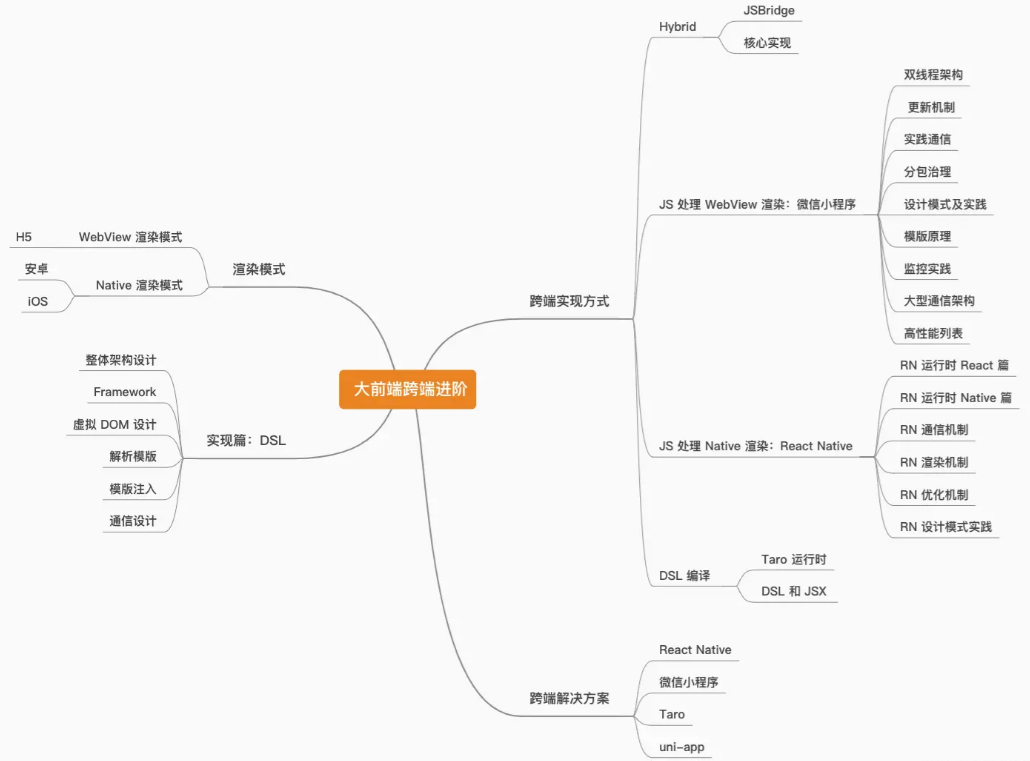 大前端跨端进阶
跨端实现方式
Hybrid
JSBridge
核心实现
JS 处理 WebView 渲染：微信小程序
双线程架构
更新机制
实践通信
分包治理
设计模式及实践
模版原理
监控实践
大型通信架构
高性能列表
JS 处理 Native 渲染：React Native
RN 运行时 React 篇
RN 运行时 Native 篇
RN 通信机制
RN 渲染机制
RN 优化机制
RN 设计模式实践
DSL 编译
Taro 运行时
DSL 和 JSX
跨端解决方案
React Native
微信小程序
Taro
uni-app
渲染模式
WebView 渲染模式
H5
Native 渲染模式
安卓
iOS
实现篇：DSL
整体架构设计
Framework
虚拟 DOM 设计
解析模版
模版注入
通信设计